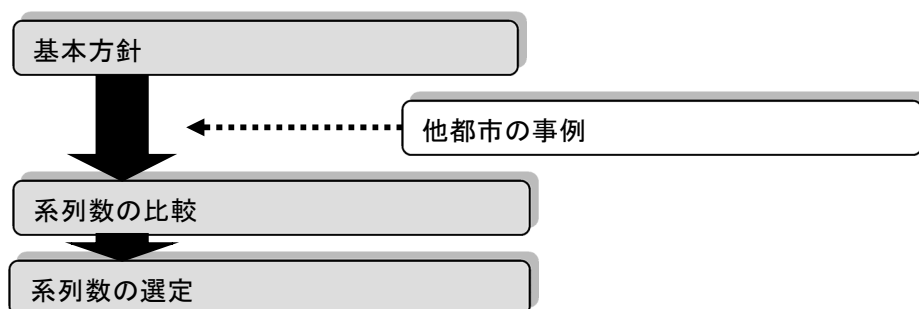 基本方針
他都市の事例
系列数の比較
系列数の選定